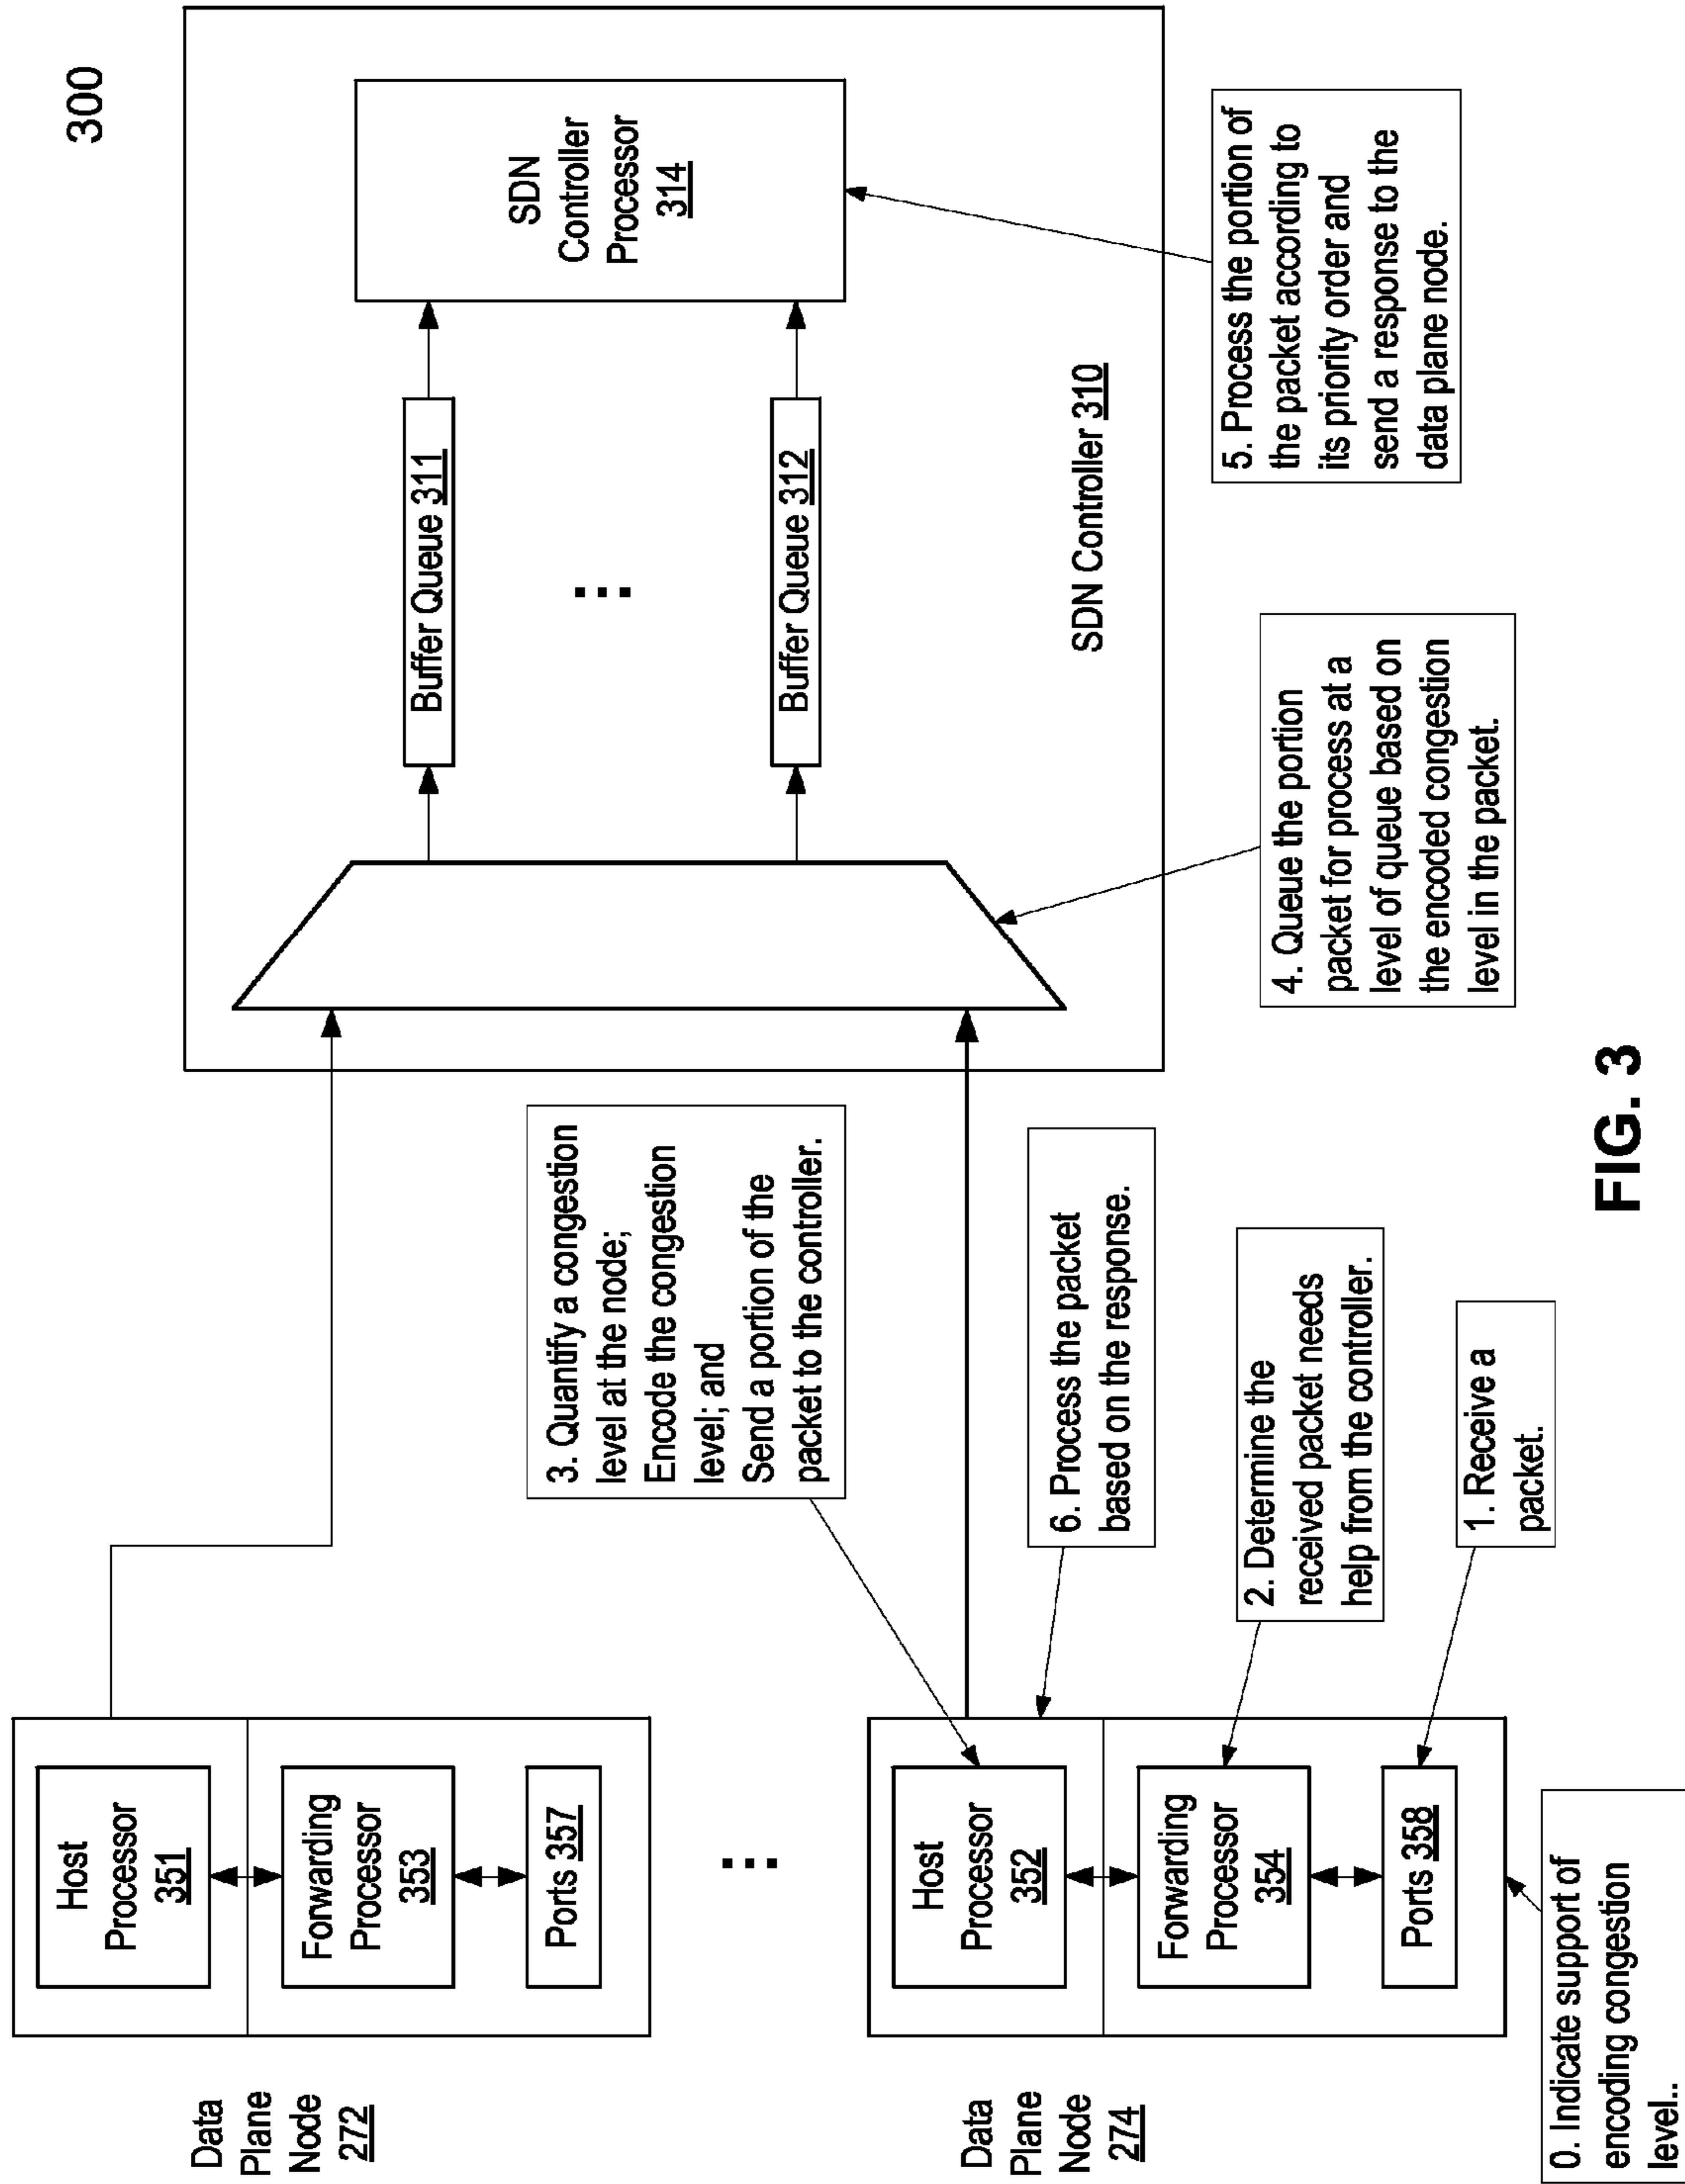 300
Data
Plane
Node
272
Host
Processor
351
Forwarding
Processor
353
Ports 357
Data
Plane
Node
274
Host
Processor
352
Forwarding
Processor
354
Ports 358
0. Indicate support of
encoding congestion
level..
1. Receive a
packet.
2. Determine the
received packet needs
help from the controller.
3. Quantify a congestion
level at the node;
Encode the congestion
level; and
Send a portion of the
packet to the controller.
6. Process the packet
based on the response.
Buffer Queue 311
Buffer Queue 312
SDN
Controller
Processor
314
SDN Controller 310
4. Queue the portion
packet for process at a
level of queue based on
the encoded congestion
level in the packet.
5. Process the portion of
the packet according to
its priority order and
send a response to the
data plane node.
FIG. 3